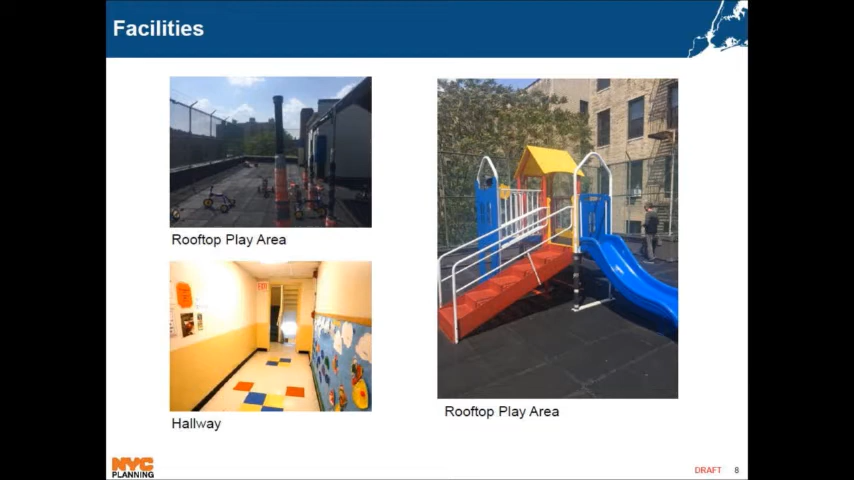 Facilities
Rooftop Play Area
Hallway
Rooftop Play Area
NYC
PLANNING
DRAFT 8